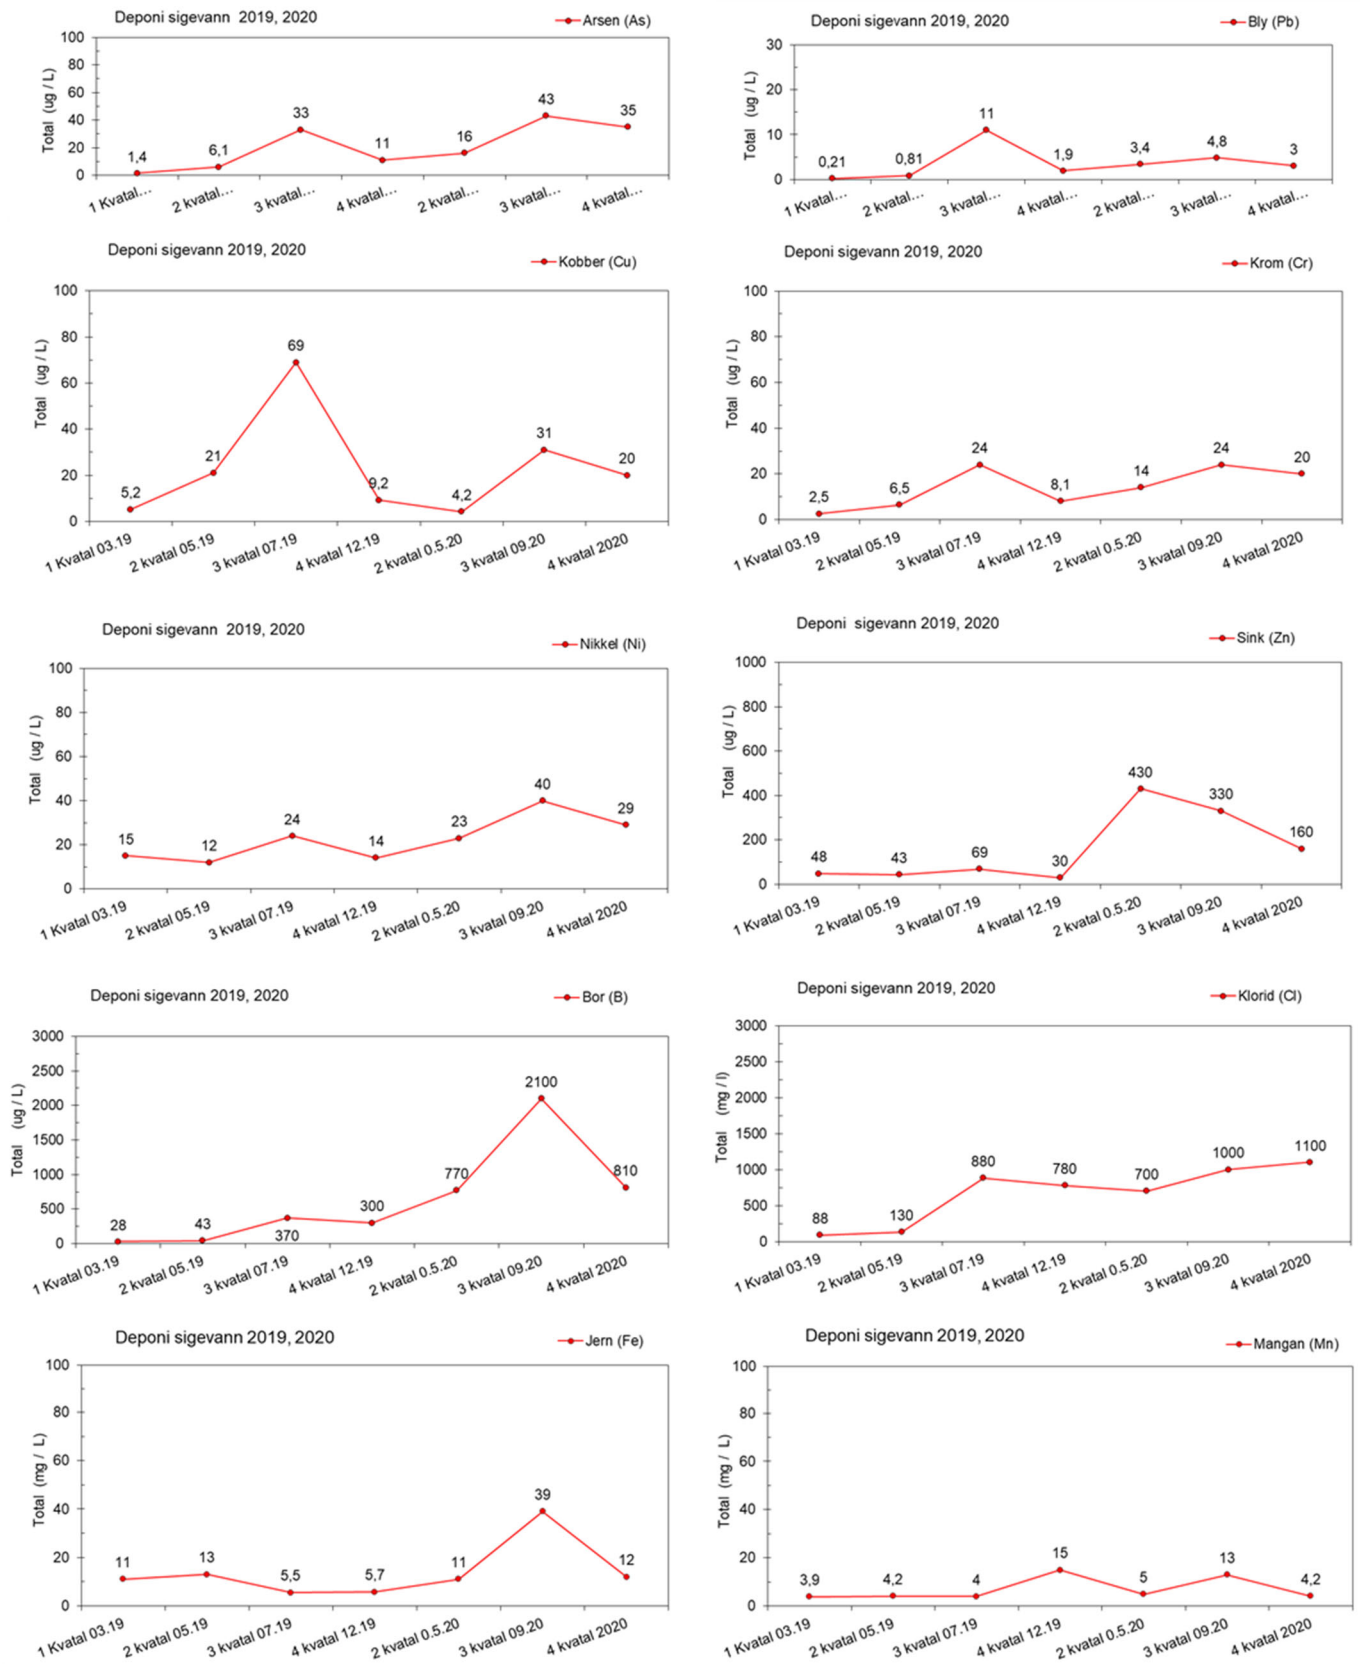 Deponi sigevann 2019, 2020
Arsen (As)
Total (ug / L)
100
80
60
40
20
0
1,4
6,1
33
11
16
43
35
1 Kvatal...
2 kvatal...
3 kvatal...
4 kvatal...
2 kvatal...
3 kvatal...
4 kvatal...
Deponi sigevann 2019, 2020
Bly (Pb)
Total (ug / L)
30
20
10
0
0,21
0,81
11
1,9
3,4
4,8
3
1 Kvatal...
2 kvatal...
3 kvatal...
4 kvatal...
2 kvatal...
3 kvatal...
4 kvatal...
Deponi sigevann 2019, 2020
Kobber (Cu)
Total (ug / L)
100
80
60
40
20
0
5,2
21
69
9,2
4,2
31
20
1 Kvatal 03.19
2 kvatal 05.19
3 kvatal 07.19
4 kvatal 12.19
2 kvatal 0.5.20
3 kvatal 09.20
4 kvatal 2020
Deponi sigevann 2019, 2020
Krom (Cr)
Total (ug / L)
100
80
60
40
20
0
2,5
6,5
24
8,1
14
24
20
1 Kvatal 03.19
2 kvatal 05.19
3 kvatal 07.19
4 kvatal 12.19
2 kvatal 0.5.20
3 kvatal 09.20
4 kvatal 2020
Deponi sigevann 2019, 2020
Nikkel (Ni)
Total (ug / L)
100
80
60
40
20
0
15
12
24
14
23
40
29
1 Kvatal 03.19
2 kvatal 05.19
3 kvatal 07.19
4 kvatal 12.19
2 kvatal 0.5.20
3 kvatal 09.20
4 kvatal 2020
Deponi sigevann 2019, 2020
Sink (Zn)
Total (ug / L)
1000
800
600
400
200
0
48
43
69
30
430
330
160
1 Kvatal 03.19
2 kvatal 05.19
3 kvatal 07.19
4 kvatal 12.19
2 kvatal 0.5.20
3 kvatal 09.20
4 kvatal 2020
Deponi sigevann 2019, 2020
Bor (B)
Total (ug / L)
3000
2500
2000
1500
1000
500
0
28
43
370
300
770
2100
810
1 Kvatal 03.19
2 kvatal 05.19
3 kvatal 07.19
4 kvatal 12.19
2 kvatal 0.5.20
3 kvatal 09.20
4 kvatal 2020
Deponi sigevann 2019, 2020
Klorid (Cl)
Total (mg / l)
3000
2500
2000
1500
1000
500
0
88
130
880
780
700
1000
1100
1 Kvatal 03.19
2 kvatal 05.19
3 kvatal 07.19
4 kvatal 12.19
2 kvatal 0.5.20
3 kvatal 09.20
4 kvatal 2020
Deponi sigevann 2019, 2020
Jern (Fe)
Total (mg / L)
100
80
60
40
20
0
11
13
5,5
5,7
11
39
12
1 Kvatal 03.19
2 kvatal 05.19
3 kvatal 07.19
4 kvatal 12.19
2 kvatal 0.5.20
3 kvatal 09.20
4 kvatal 2020
Deponi sigevann 2019, 2020
Mangan (Mn)
Total (mg / L)
100
80
60
40
20
0
3,9
4,2
4
15
5
13
4,2
1 Kvatal 03.19
2 kvatal 05.19
3 kvatal 07.19
4 kvatal 12.19
2 kvatal 0.5.20
3 kvatal 09.20
4 kvatal 2020